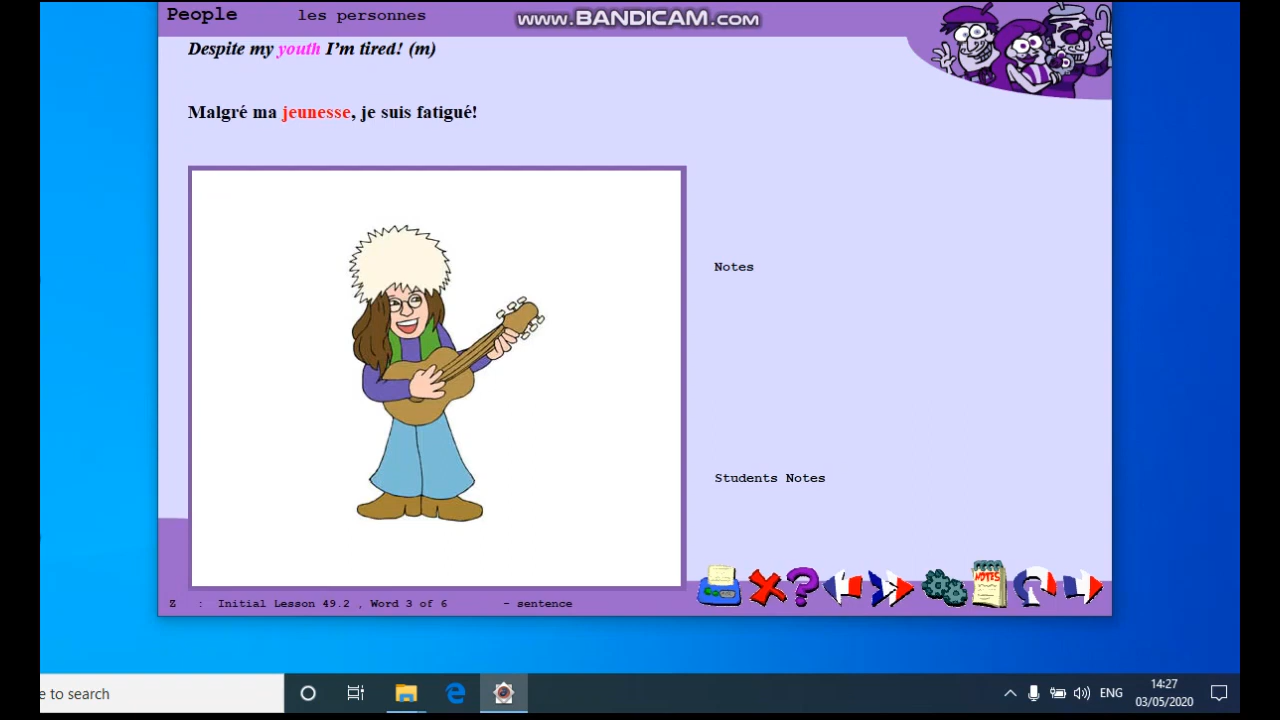 People les personnes
www.BANDICAM.com
Despite my youth I'm tired! (m)
Malgré ma jeunesse, je suis fatigué!
Notes
Students Notes
NOTES
Z : Initial Lesson 49.2 , Word 3 of 6 - sentence
e to search
ENG
14:27
03/05/2020